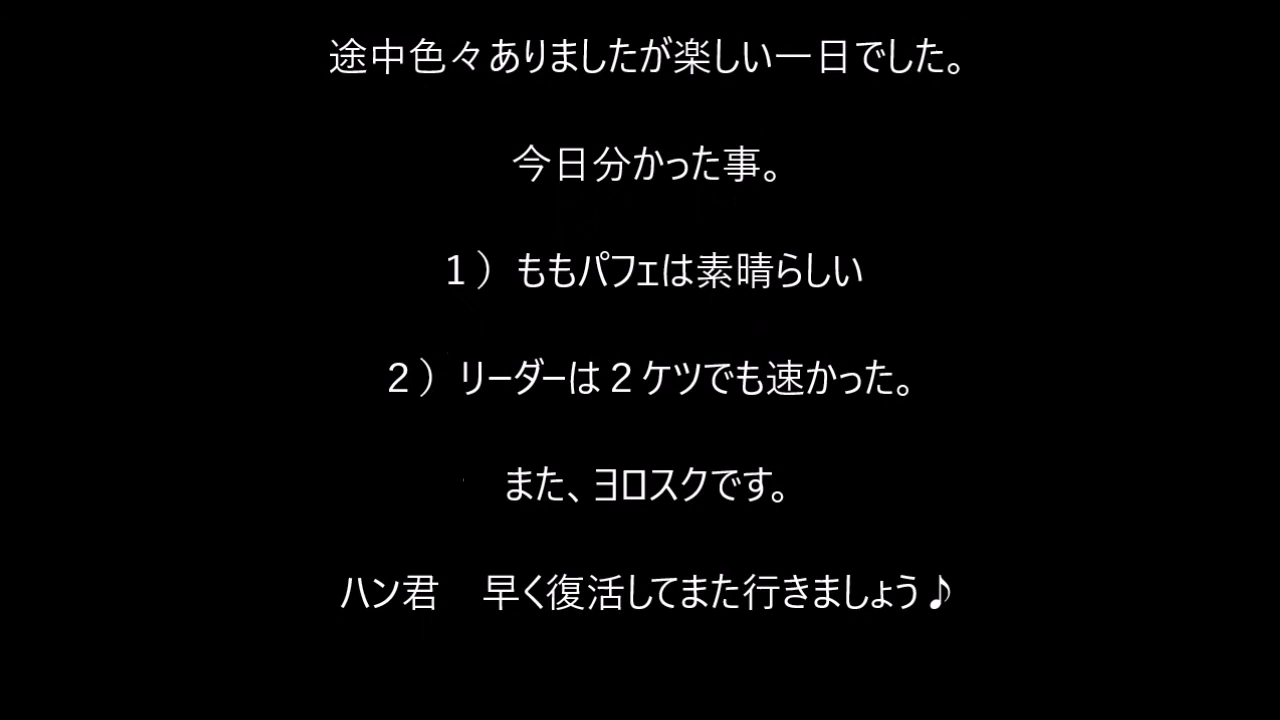 途中色々ありましたが楽しい一日でした。
今日分かった事。
１）ももパフェは素晴らしい
２）リーダーは２ケツでも速かった。
また、ヨロスクです。
ハン君　早く復活してまた行きましょう♪